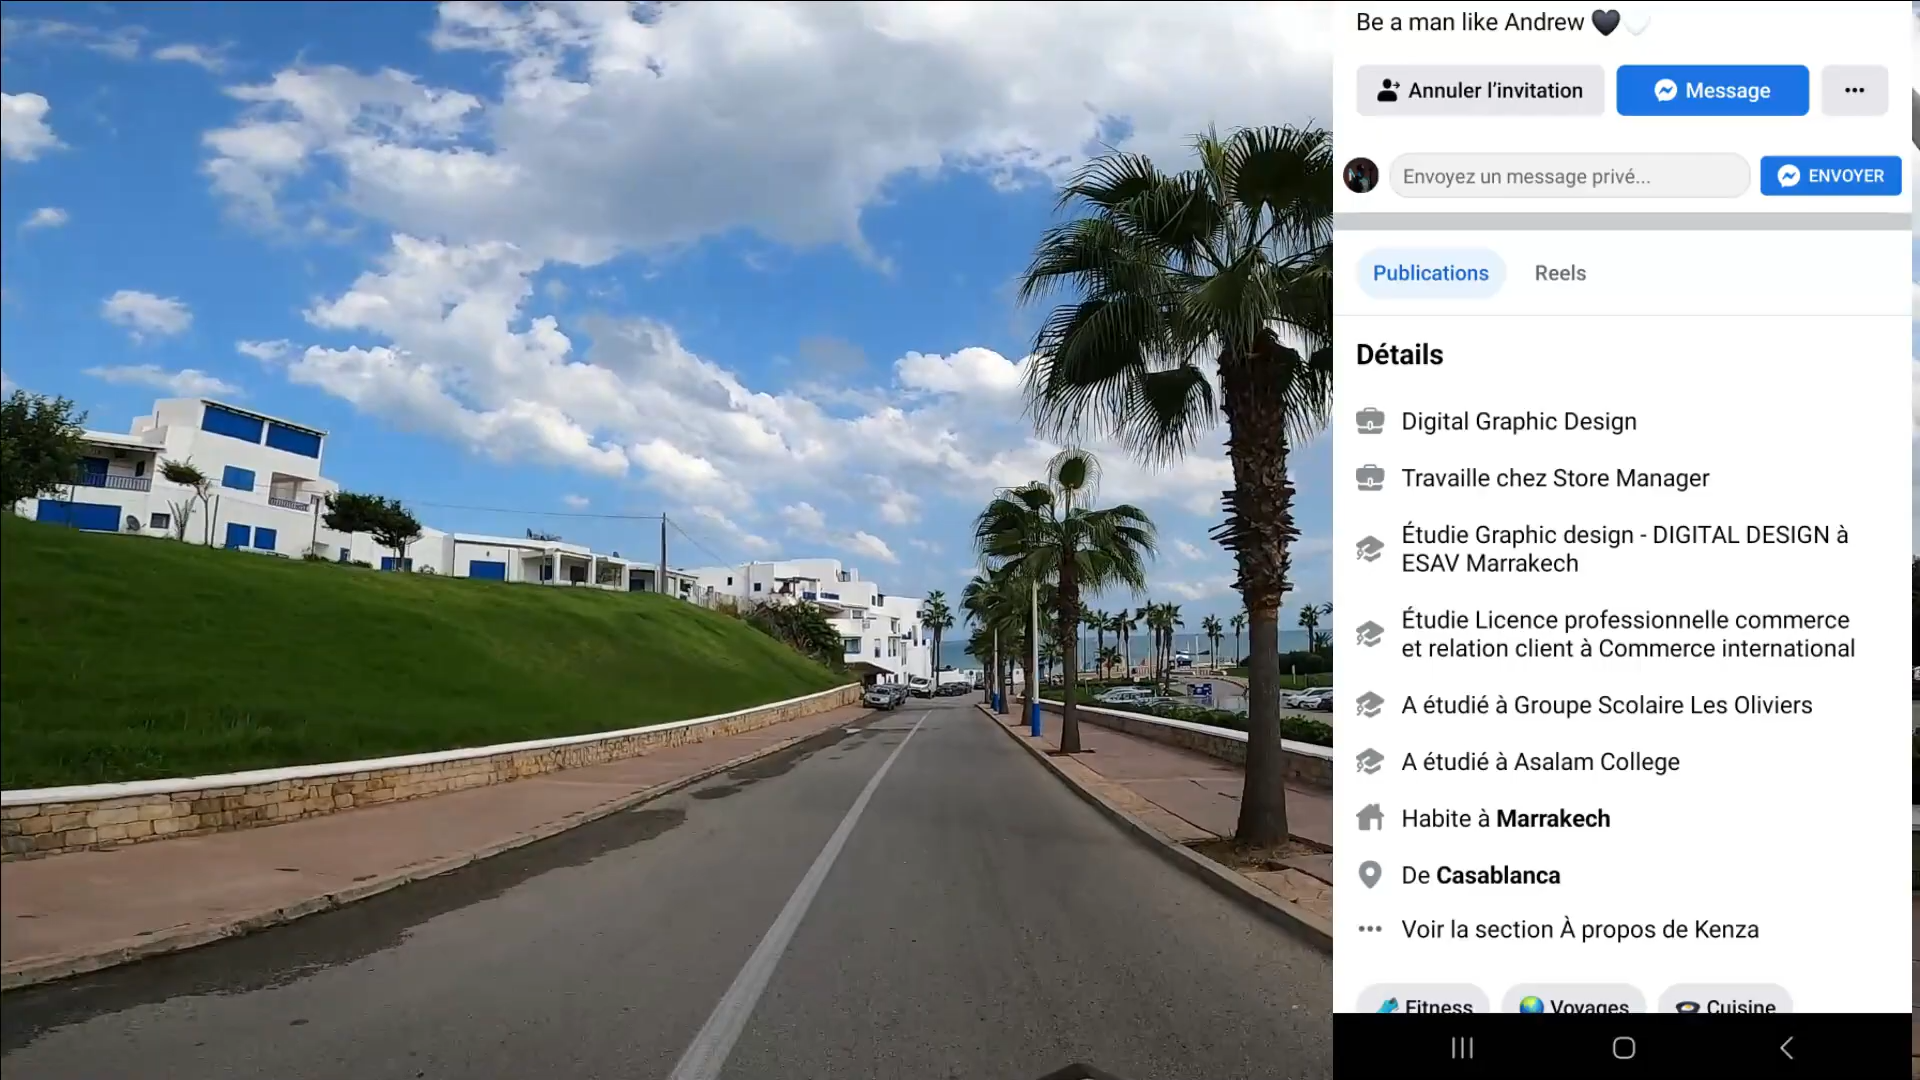 Be a man like Andrew 🖤🤍
Annuler l'invitation
Message
Envoyez un message privé...
ENVOYER
Publications
Reels
Détails
Digital Graphic Design
Travaille chez Store Manager
Étudie Graphic design - DIGITAL DESIGN à
ESAV Marrakech
Étudie Licence professionnelle commerce
et relation client à Commerce international
A étudié à Groupe Scolaire Les Oliviers
A étudié à Asalam College
Habite à Marrakech
De Casablanca
Voir la section À propos de Kenza
Fitness
Voyages
Cuisine